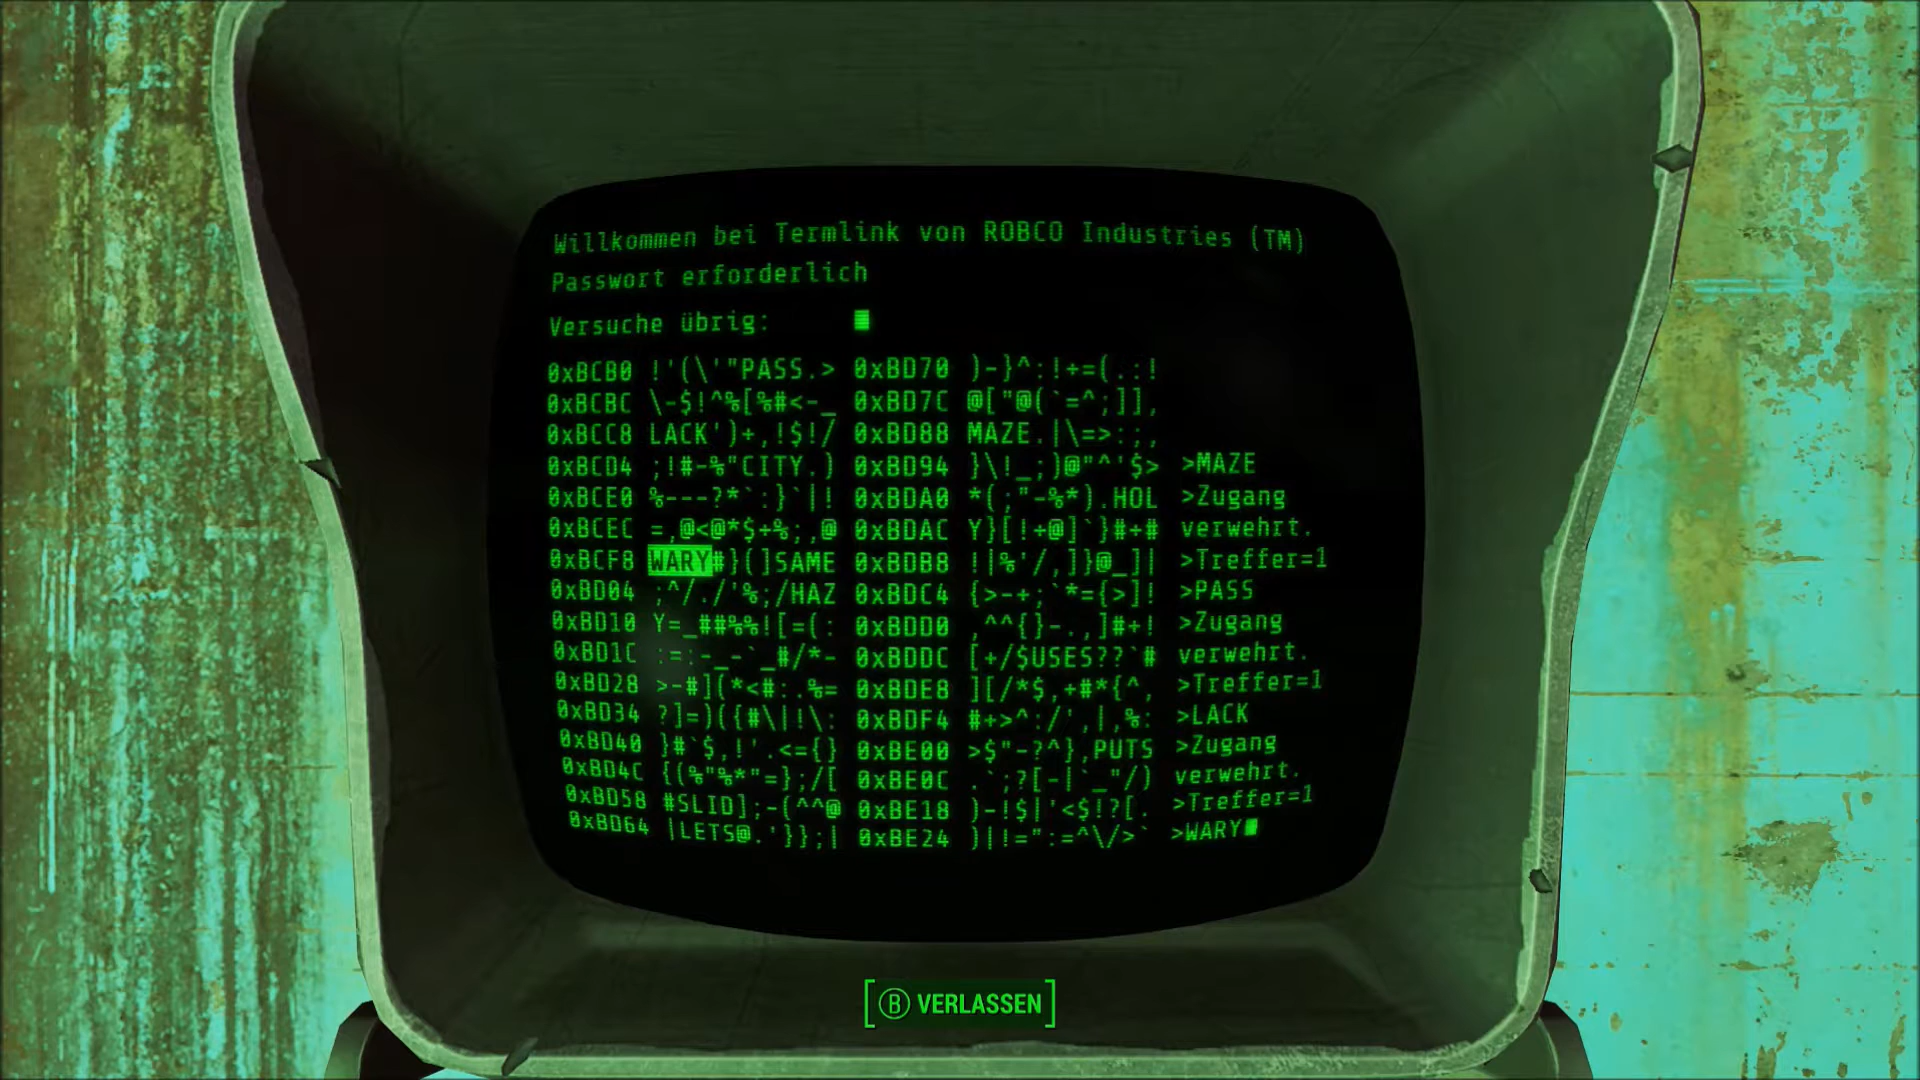 Willkommen bei Termlink von ROBCO Industries (TM)
Passwort erforderlich
Versuche übrig:
0xBCB0 !'(\'"PASS.> 0xBD70 )-}^:!+=(.:!
0xBCBC \-$!^%[%#<-_ 0xBD7C @["@(`=^;]],
0xBCC8 LACK')+,!$!/ 0xBD88 MAZE.|\=>:;,
0xBCD4 ;!#-%"CITY.) 0xBD94 }\!_;)@"^'$> >MAZE
0xBCE0 %---?*`:}`|! 0xBDA0 *(;"-%*).HOL >Zugang
0xBCEC =,@<@*$+%;,@ 0xBDAC Y}[!+@]`}#+# verwehrt.
0xBCF8 WARY#}(]SAME 0xBDB8 !|%'/,]}@_]| >Treffer=1
0xBD04 ;^/./'%;/HAZ 0xBDC4 {>-+;`*={>]! >PASS
0xBD10 Y=_##%%![=(: 0xBDD0 ,^^{}-.,]#+! >Zugang
0xBD1C :=:-_-`_#/*- 0xBDDC [+/$USES??`# verwehrt.
0xBD28 >-#](*<#:.%= 0xBDE8 ][/*$,+#*{^, >Treffer=1
0xBD34 ?]=)({#\|!\: 0xBDF4 #+>^:/',|,%: >LACK
0xBD40 }#`$,!'.<={} 0xBE00 >$"-?^},PUTS >Zugang
0xBD4C {(%"%*"=};/[ 0xBE0C .`;?[-|`_"/) verwehrt.
0xBD58 #SLID];-(^^@ 0xBE18 )-!$|'<$!?[. >Treffer=1
0xBD64 |LETS@.'}};| 0xBE24 )|!=":=^\/>` >WARY
[Ⓑ VERLASSEN]